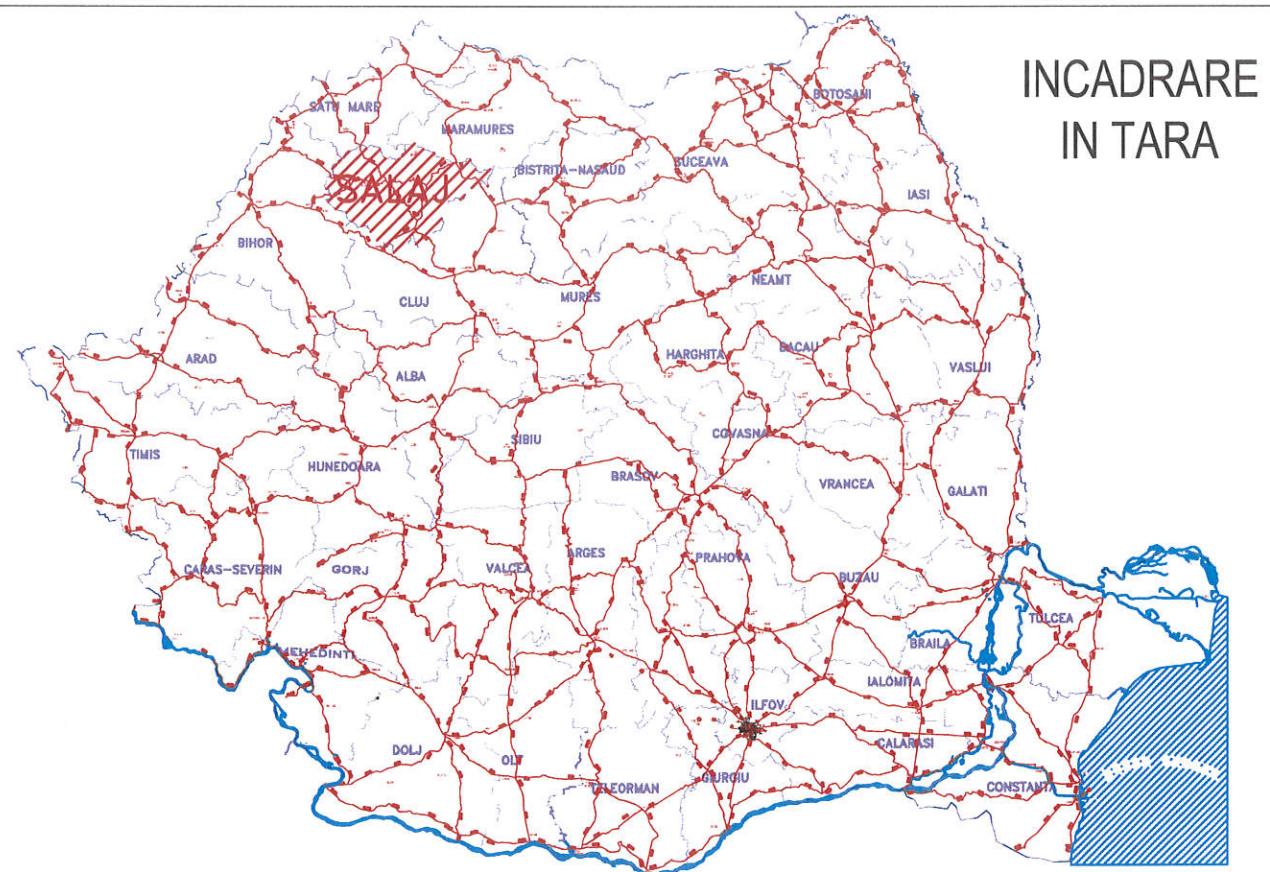 INCADRARE
IN TARA
BOTOSANI
SATU MARE
MARAMURES
SUCEAVA
BISTRITA-NASAUD
SALAJ
IASI
BIHOR
NEAMT
CLUJ
MURES
BACAU
HARGHITA
ARAD
VASLUI
ALBA
COVASNA
SIBIU
TIMIS
HUNEDOARA
BRASOV
VRANCEA
GALATI
ARGES
PRAHOVA
CARAS-SEVERIN
GORJ
VALCEA
BUZAU
TULCEA
BRAILA
MEHEDINTI
IALOMITA
ILFOV
CALARASI
DOLJ
OLT
GIURGIU
TELEORMAN
CONSTANTA